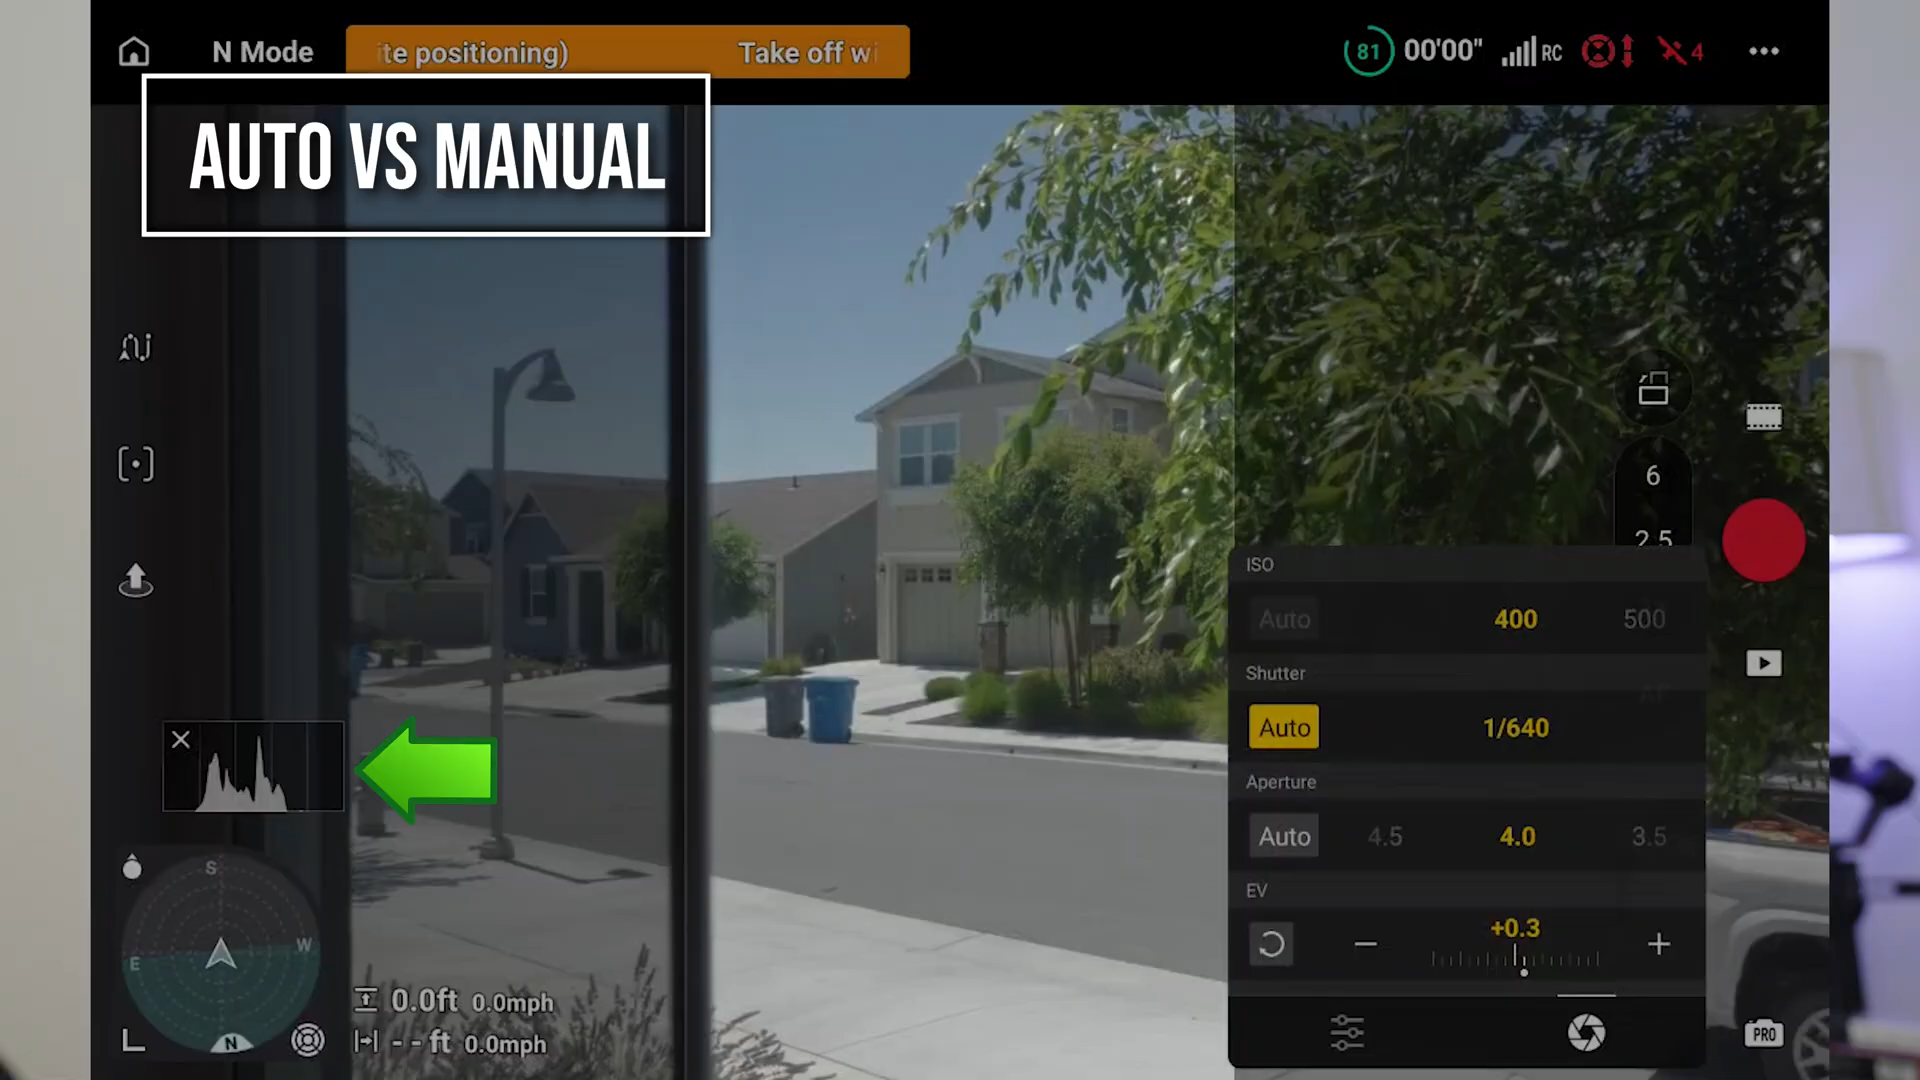 N Mode
ite positioning) Take off wi
81 00'00" RC 4
AUTO VS MANUAL
6
2.5
ISO
Auto 400 500
Shutter
Auto 1/640
Aperture
Auto 4.5 4.0 3.5
EV
+0.3
S
W
E
N
0.0ft 0.0mph
-- ft 0.0mph
PRO